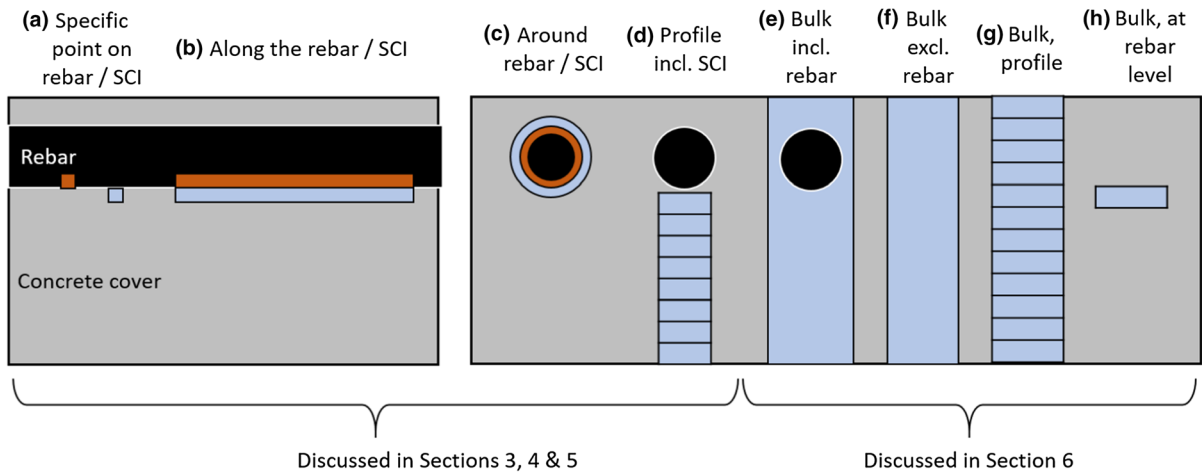 (a) Specific
point on
rebar / SCI
(b) Along the rebar / SCI
(c) Around
rebar / SCI
(d) Profile
incl. SCI
(e) Bulk
incl.
rebar
(f) Bulk
excl.
rebar
(g) Bulk,
profile
(h) Bulk, at
rebar
level
Rebar
Concrete cover
Discussed in Sections 3, 4 & 5
Discussed in Section 6